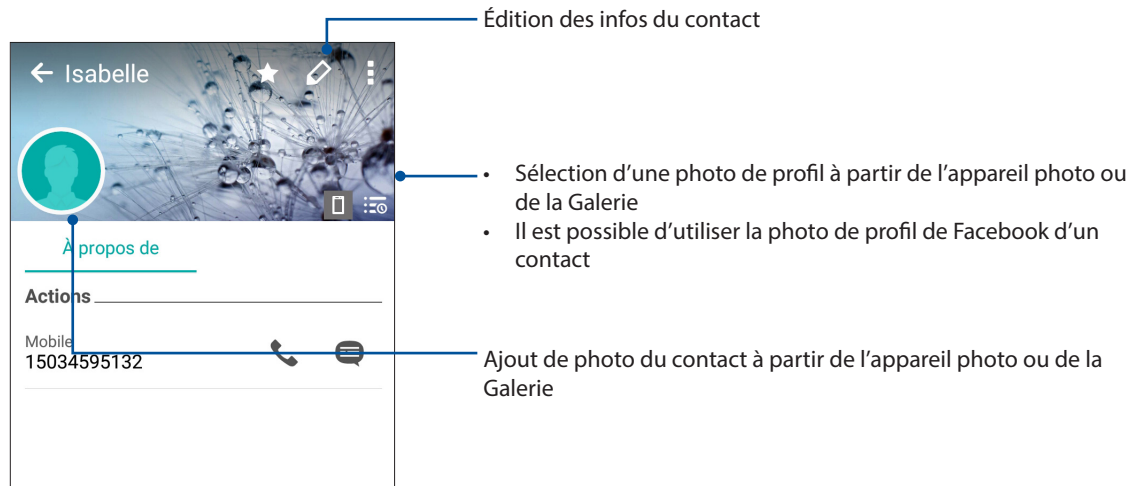 Édition des infos du contact
Isabelle
• Sélection d'une photo de profil à partir de l'appareil photo ou
de la Galerie
• Il est possible d'utiliser la photo de profil de Facebook d'un
contact
À propos de
Actions
Mobile
15034595132
Ajout de photo du contact à partir de l'appareil photo ou de la
Galerie